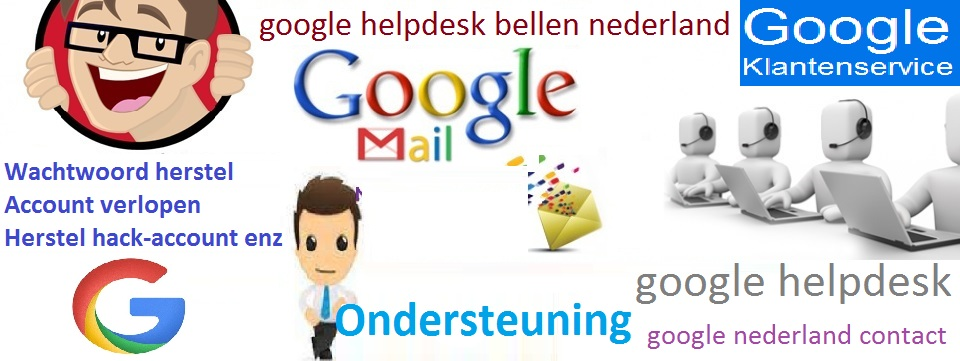 google helpdesk bellen nederland
Google
Klantenservice
Google
Mail
Wachtwoord herstel
Account verlopen
Herstel hack-account enz
G
google helpdesk
Ondersteuning
google nederland contact